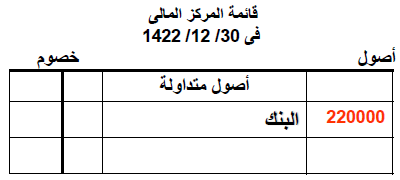 قائمة المركز المالى
فى 30/ 12/ 1422
أصول خصوم
أصول متداولة
220000 البنك